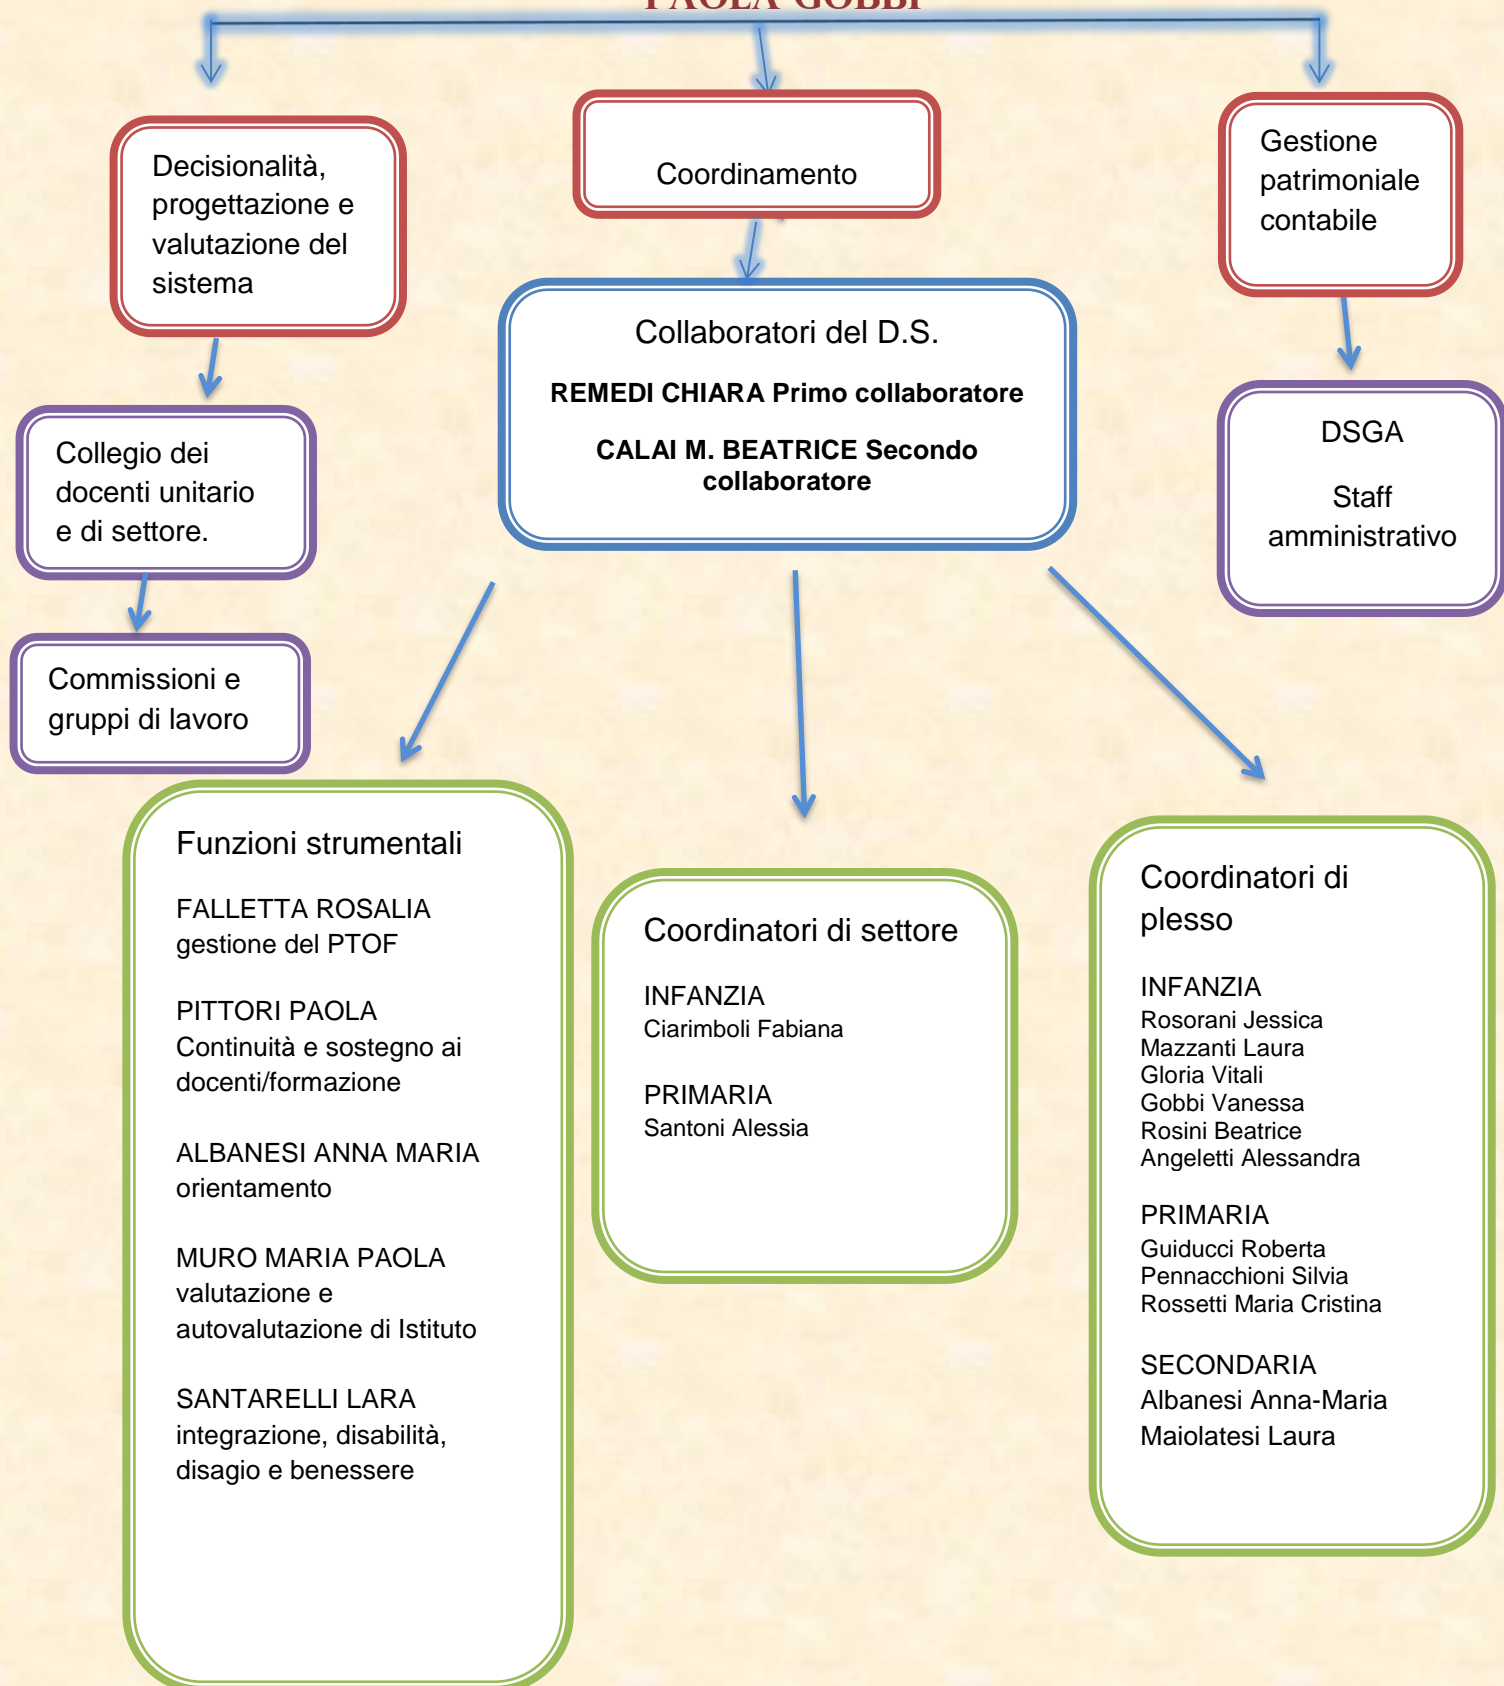 PAOLA GOBBI
Decisionalità,
progettazione e
valutazione del
sistema
Coordinamento
Gestione
patrimoniale
contabile
Collaboratori del D.S.
REMEDI CHIARA Primo collaboratore
CALAI M. BEATRICE Secondo
collaboratore
Collegio dei
docenti unitario
e di settore.
DSGA
Staff
amministrativo
Commissioni e
gruppi di lavoro
Funzioni strumentali
FALLETTA ROSALIA
gestione del PTOF
PITTORI PAOLA
Continuità e sostegno ai
docenti/formazione
ALBANESI ANNA MARIA
orientamento
MURO MARIA PAOLA
valutazione e
autovalutazione di Istituto
SANTARELLI LARA
integrazione, disabilità,
disagio e benessere
Coordinatori di settore
INFANZIA
Ciarimboli Fabiana
PRIMARIA
Santoni Alessia
Coordinatori di
plesso
INFANZIA
Rosorani Jessica
Mazzanti Laura
Gloria Vitali
Gobbi Vanessa
Rosini Beatrice
Angeletti Alessandra
PRIMARIA
Guiducci Roberta
Pennacchioni Silvia
Rossetti Maria Cristina
SECONDARIA
Albanesi Anna-Maria
Maiolatesi Laura